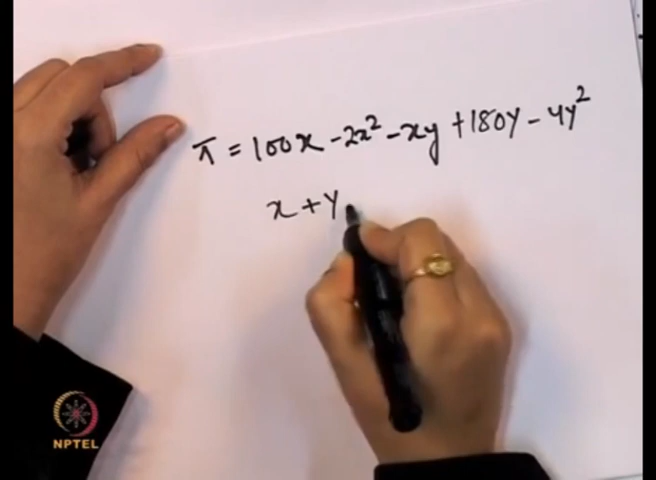 π = 100x - 2x² - xy + 180y - 4y²
x + y
NPTEL